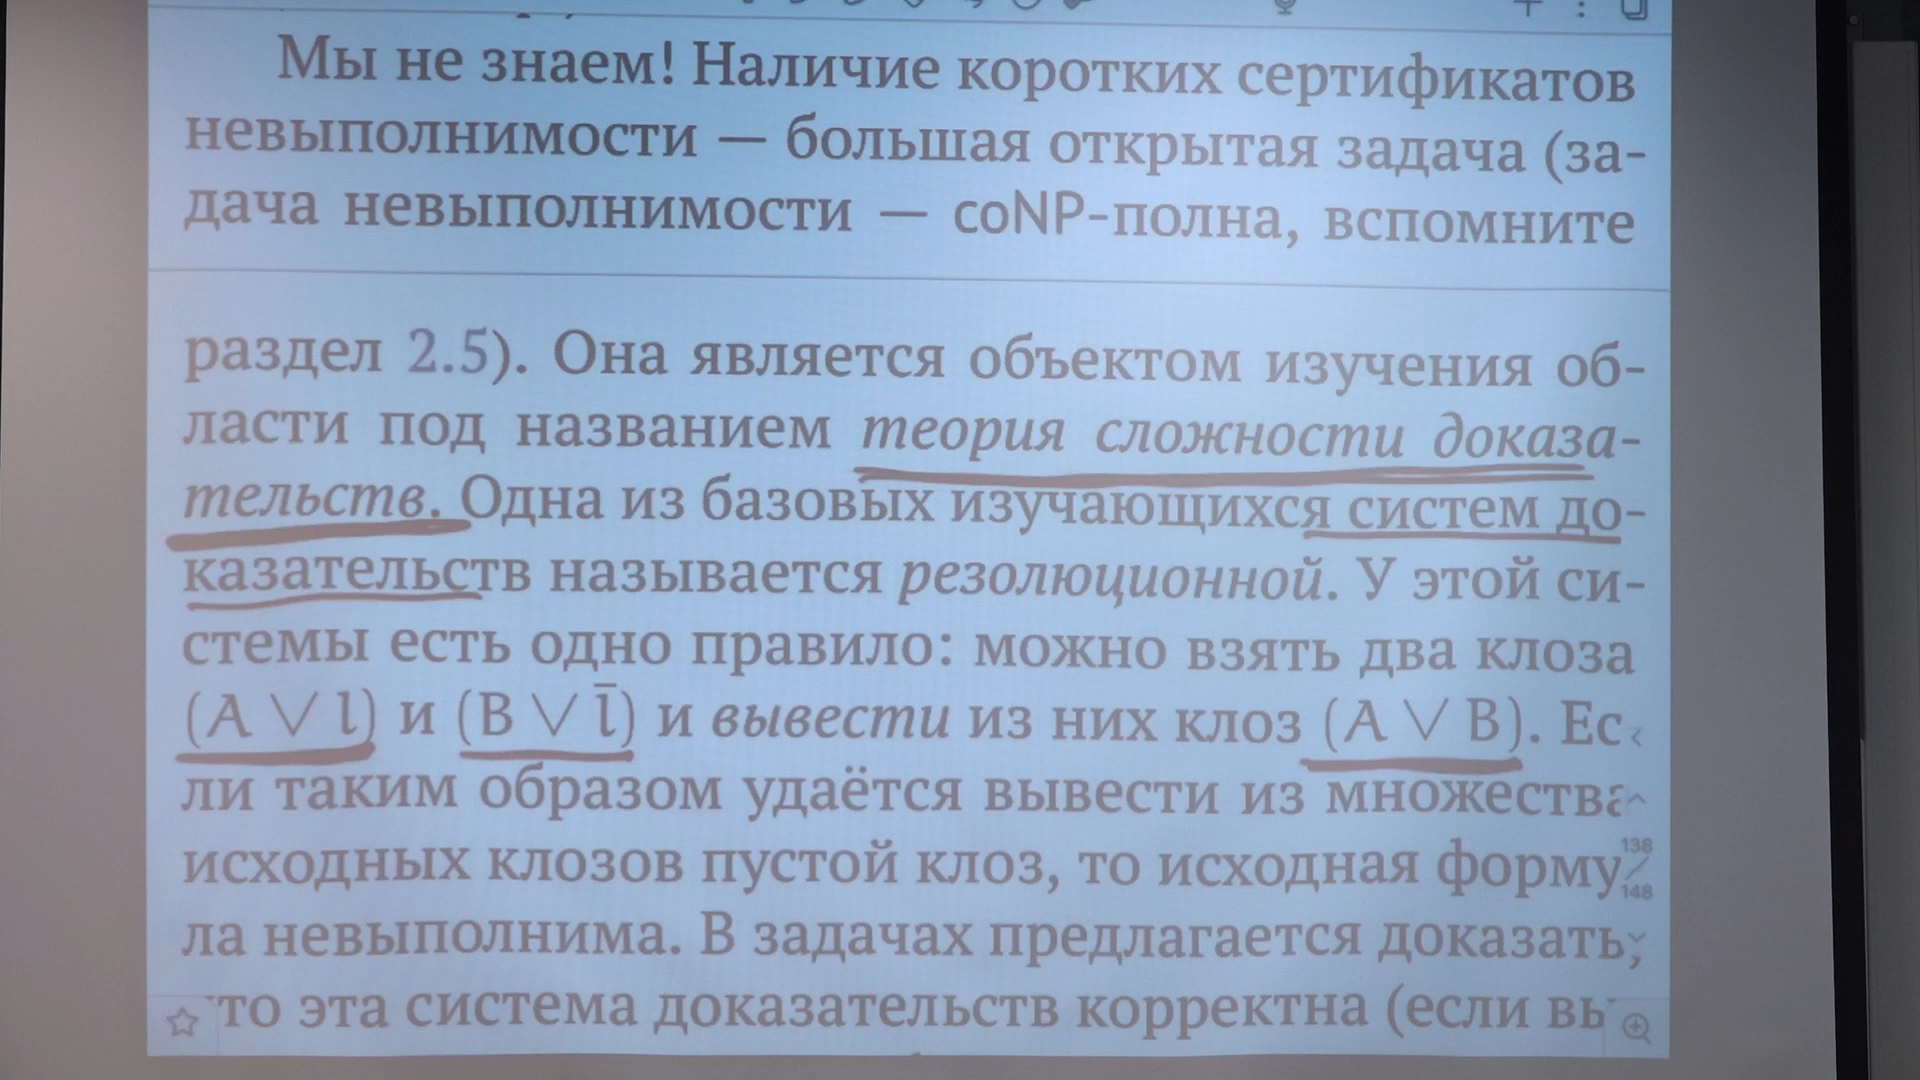 Мы не знаем! Наличие коротких сертификатов
невыполнимости — большая открытая задача (за-
дача невыполнимости — coNP-полна, вспомните
раздел 2.5). Она является объектом изучения об-
ласти под названием теория сложности доказа-
тельств. Одна из базовых изучающихся систем до-
казательств называется резолюционной. У этой си-
стемы есть одно правило: можно взять два клоза
(A ∨ l) и (B ∨ l̄) и вывести из них клоз (A ∨ B). Ес
ли таким образом удаётся вывести из множества
исходных клозов пустой клоз, то исходная форму
138
148
ла невыполнима. В задачах предлагается доказать,
что эта система доказательств корректна (если вы